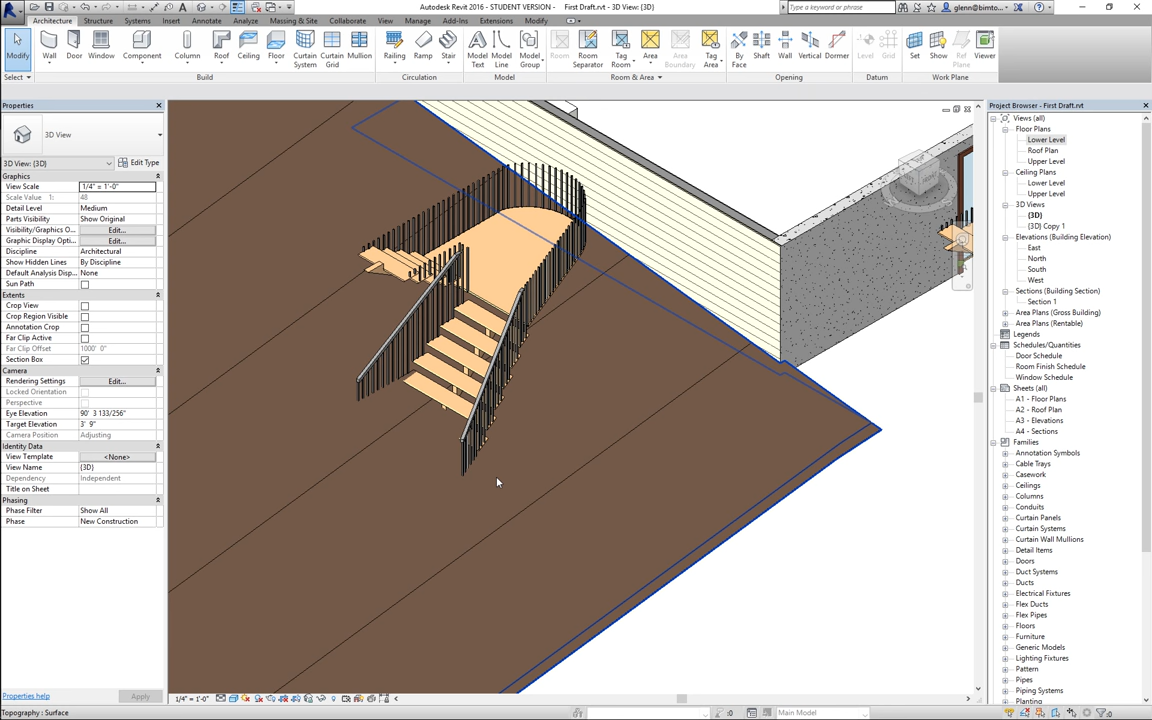 Autodesk Revit 2016 - STUDENT VERSION - First Draft.rvt - 3D View: {3D}
Type a keyword or phrase
glenn@bimto...
Architecture Structure Systems Insert Annotate Analyze Massing & Site Collaborate View Manage Add-Ins Extensions Modify
Modify Wall Door Window Component Column Roof Ceiling Floor Curtain System Curtain Grid Mullion Railing Ramp Stair Model Text Model Line Model Group Room Room Separator Tag Room Area Area Boundary Tag Area By Face Shaft Wall Vertical Dormer Level Grid Set Show Ref Plane Viewer
Select Build Circulation Model Room & Area Opening Datum Work Plane
Properties
3D View
3D View: {3D} Edit Type
Graphics
View Scale 1/4" = 1'-0"
Scale Value 1: 48
Detail Level Medium
Parts Visibility Show Original
Visibility/Graphics O... Edit...
Graphic Display Opti... Edit...
Discipline Architectural
Show Hidden Lines By Discipline
Default Analysis Disp... None
Sun Path
Extents
Crop View
Crop Region Visible
Annotation Crop
Far Clip Active
Far Clip Offset 1000' 0"
Section Box
Camera
Rendering Settings Edit...
Locked Orientation
Perspective
Eye Elevation 90' 3 133/256"
Target Elevation 3' 9"
Camera Position Adjusting
Identity Data
View Template <None>
View Name {3D}
Dependency Independent
Title on Sheet
Phasing
Phase Filter Show All
Phase New Construction
Properties help Apply
1/4" = 1'-0"
Topography : Surface
:0
Main Model
:0
Project Browser - First Draft.rvt
Views (all)
Floor Plans
Lower Level
Roof Plan
Upper Level
Ceiling Plans
Lower Level
Upper Level
3D Views
{3D}
{3D} Copy 1
Elevations (Building Elevation)
East
North
South
West
Sections (Building Section)
Section 1
Area Plans (Gross Building)
Area Plans (Rentable)
Legends
Schedules/Quantities
Door Schedule
Room Finish Schedule
Window Schedule
Sheets (all)
A1 - Floor Plans
A2 - Roof Plan
A3 - Elevations
A4 - Sections
Families
Annotation Symbols
Cable Trays
Casework
Ceilings
Columns
Conduits
Curtain Panels
Curtain Systems
Curtain Wall Mullions
Detail Items
Doors
Duct Systems
Ducts
Electrical Fixtures
Flex Ducts
Flex Pipes
Floors
Furniture
Generic Models
Lighting Fixtures
Pattern
Pipes
Piping Systems
Planting